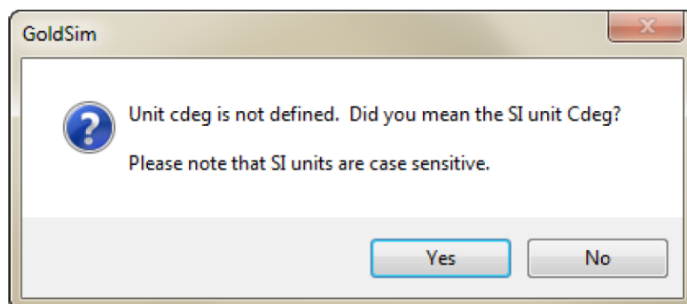 GoldSim
Unit cdeg is not defined.  Did you mean the SI unit Cdeg?
Please note that SI units are case sensitive.
Yes
No